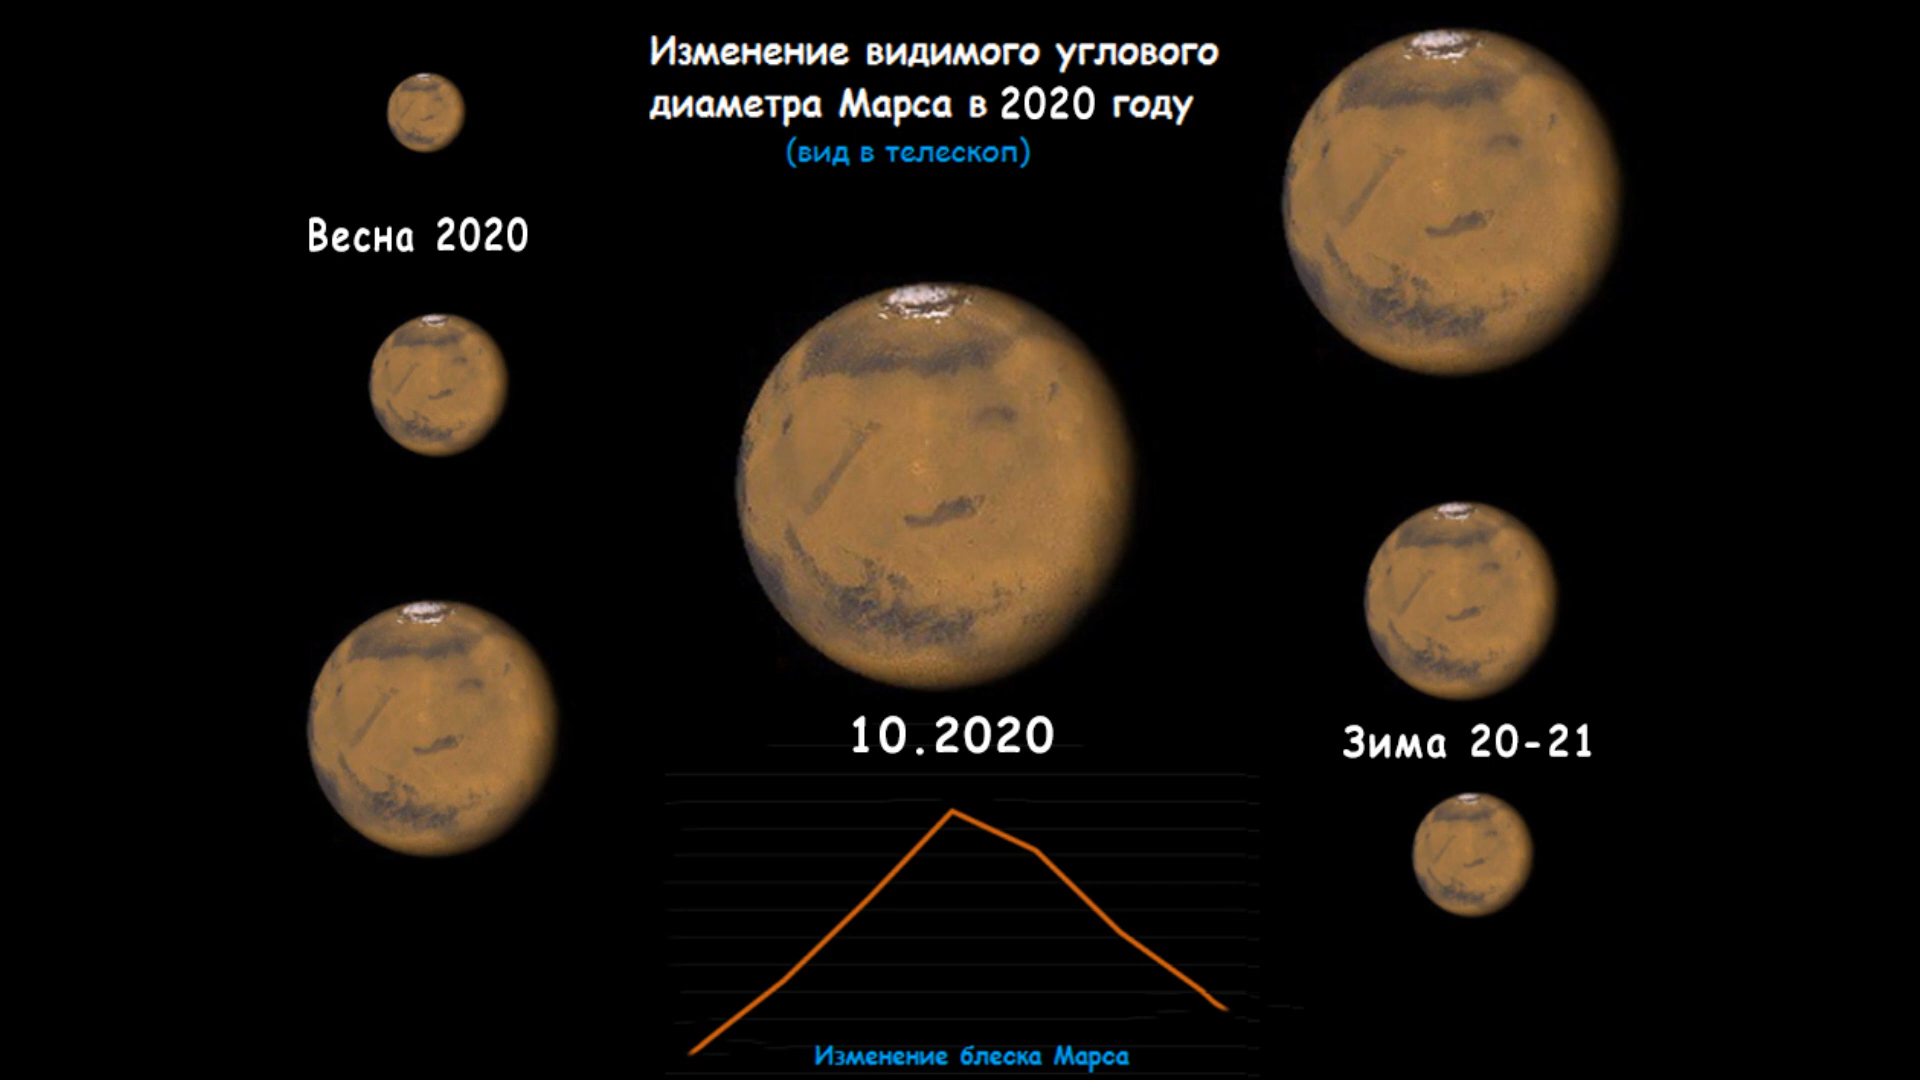 Изменение видимого углового
диаметра Марса в 2020 году
(вид в телескоп)
Весна 2020
10.2020
Зима 20-21
Изменение блеска Марса